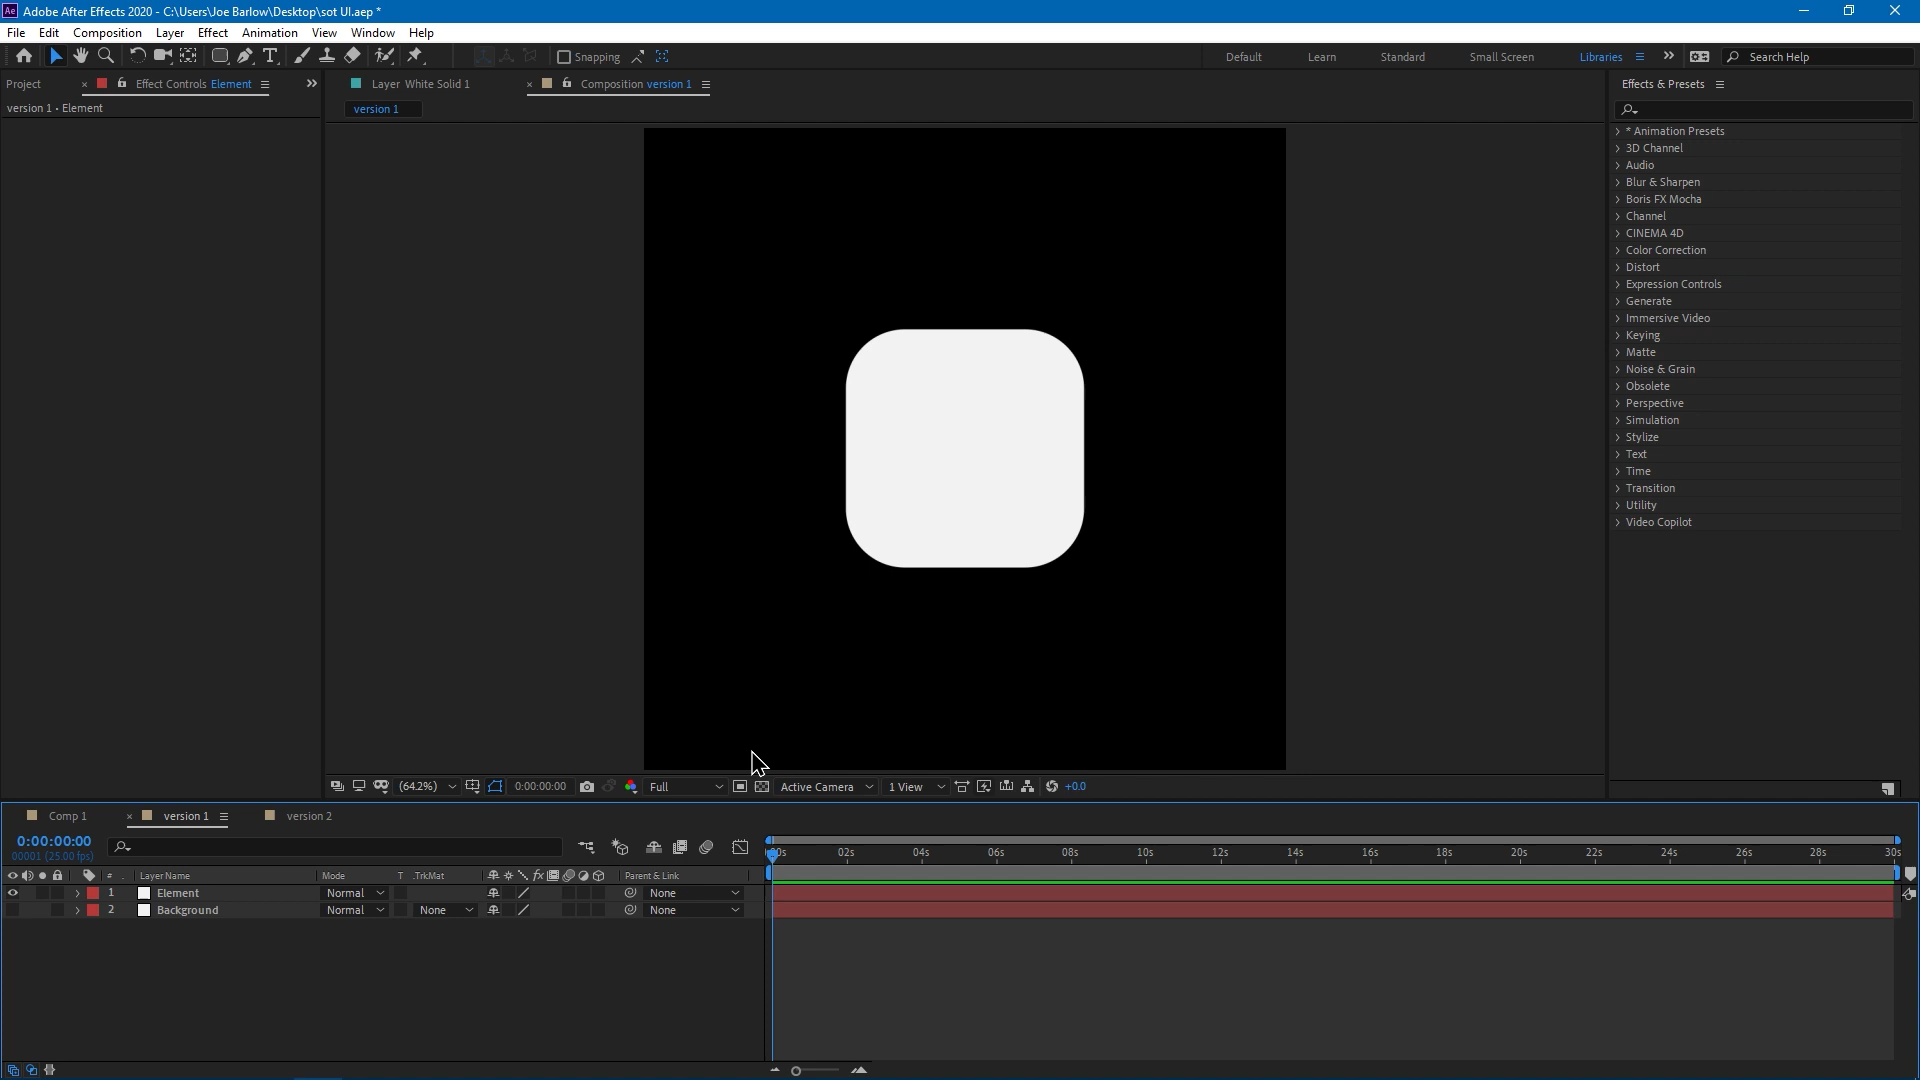 Adobe After Effects 2020 - C:\Users\Joe Barlow\Desktop\sot UI.aep *
File Edit Composition Layer Effect Animation View Window Help
Snapping Default Learn Standard Small Screen Libraries Search Help
Project Effect Controls Element Layer White Solid 1 Composition version 1 Effects & Presets
version 1 • Element
version 1
* Animation Presets
3D Channel
Audio
Blur & Sharpen
Boris FX Mocha
Channel
CINEMA 4D
Color Correction
Distort
Expression Controls
Generate
Immersive Video
Keying
Matte
Noise & Grain
Obsolete
Perspective
Simulation
Stylize
Text
Time
Transition
Utility
Video Copilot
(64.2%) 0:00:00:00 Full Active Camera 1 View +0.0
Comp 1 version 1 version 2
0:00:00:00
00001 (25.00 fps)
02s 04s 06s 08s 10s 12s 14s 16s 18s 20s 22s 24s 26s 28s 30s
# Layer Name Mode T .TrkMat Parent & Link
1 Element Normal None
2 Background Normal None None